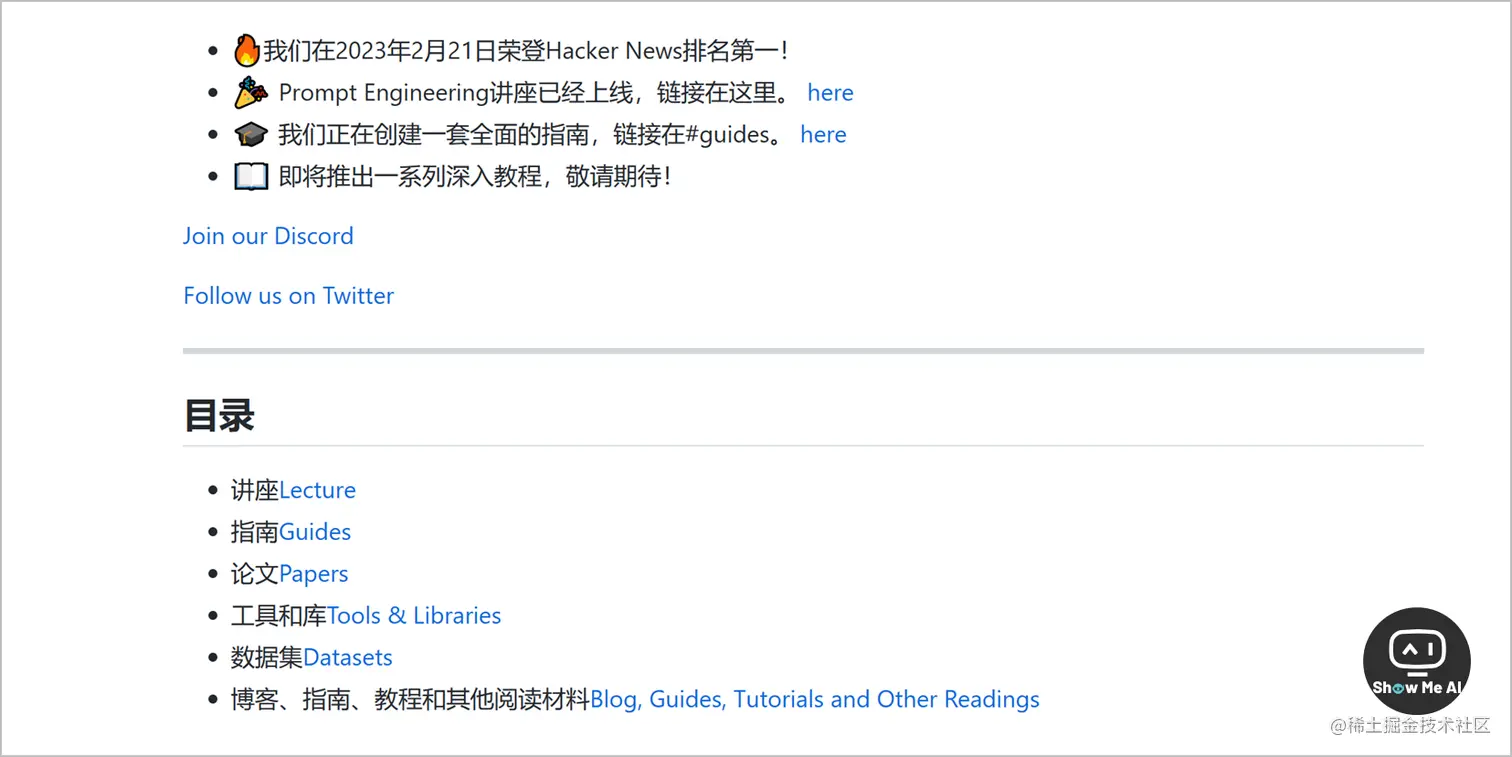 🔥我们在2023年2月21日荣登Hacker News排名第一！
🎉 Prompt Engineering讲座已经上线，链接在这里。 here
🎓 我们正在创建一套全面的指南，链接在#guides。 here
📖 即将推出一系列深入教程，敬请期待！
Join our Discord
Follow us on Twitter
目录
讲座Lecture
指南Guides
论文Papers
工具和库Tools & Libraries
数据集Datasets
博客、指南、教程和其他阅读材料Blog, Guides, Tutorials and Other Readings
Show Me AI
@稀土掘金技术社区